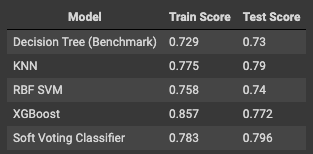 Model Train Score Test Score
Decision Tree (Benchmark) 0.729 0.73
KNN 0.775 0.79
RBF SVM 0.758 0.74
XGBoost 0.857 0.772
Soft Voting Classifier 0.783 0.796